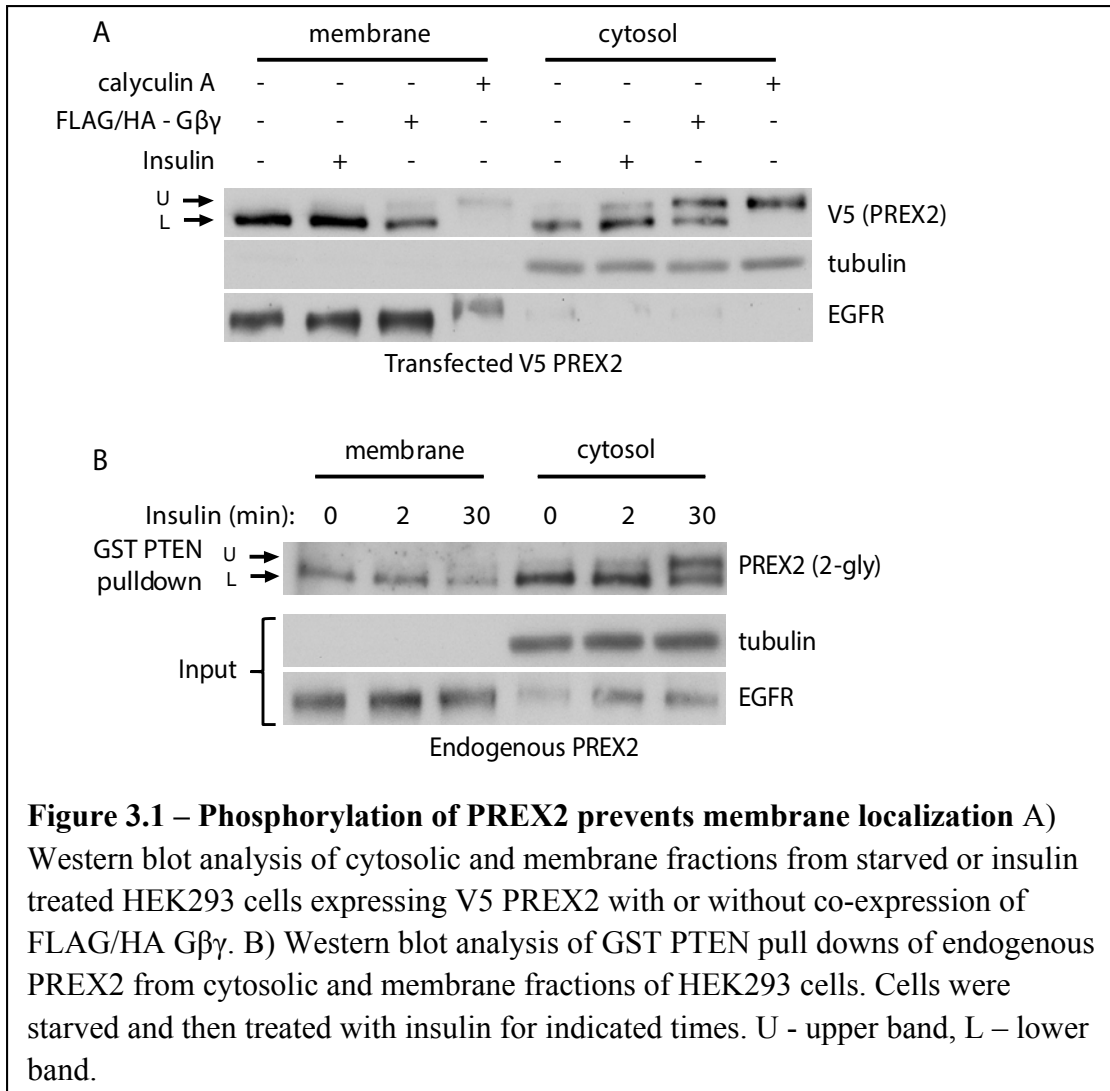 A
membrane cytosol
calyculin A - - - + - - - +
FLAG/HA - Gβγ - - + - - - + -
Insulin - + - - - + - -
U
L
V5 (PREX2)
tubulin
EGFR
Transfected V5 PREX2
B
membrane cytosol
Insulin (min): 0 2 30 0 2 30
GST PTEN
pulldown
U
L
PREX2 (2-gly)
Input
tubulin
EGFR
Endogenous PREX2
Figure 3.1 – Phosphorylation of PREX2 prevents membrane localization A)
Western blot analysis of cytosolic and membrane fractions from starved or insulin
treated HEK293 cells expressing V5 PREX2 with or without co-expression of
FLAG/HA Gβγ. B) Western blot analysis of GST PTEN pull downs of endogenous
PREX2 from cytosolic and membrane fractions of HEK293 cells. Cells were
starved and then treated with insulin for indicated times. U - upper band, L – lower
band.